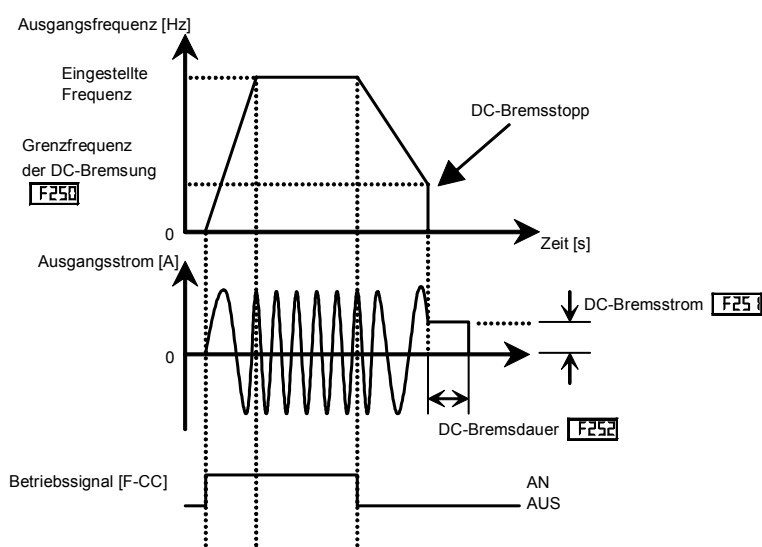 Ausgangsfrequenz [Hz]
Eingestellte
Frequenz
DC-Bremsstopp
Grenzfrequenz
der DC-Bremsung
F250
0
Zeit [s]
Ausgangsstrom [A]
DC-Bremsstrom F251
0
DC-Bremsdauer F252
Betriebssignal [F-CC]
AN
AUS